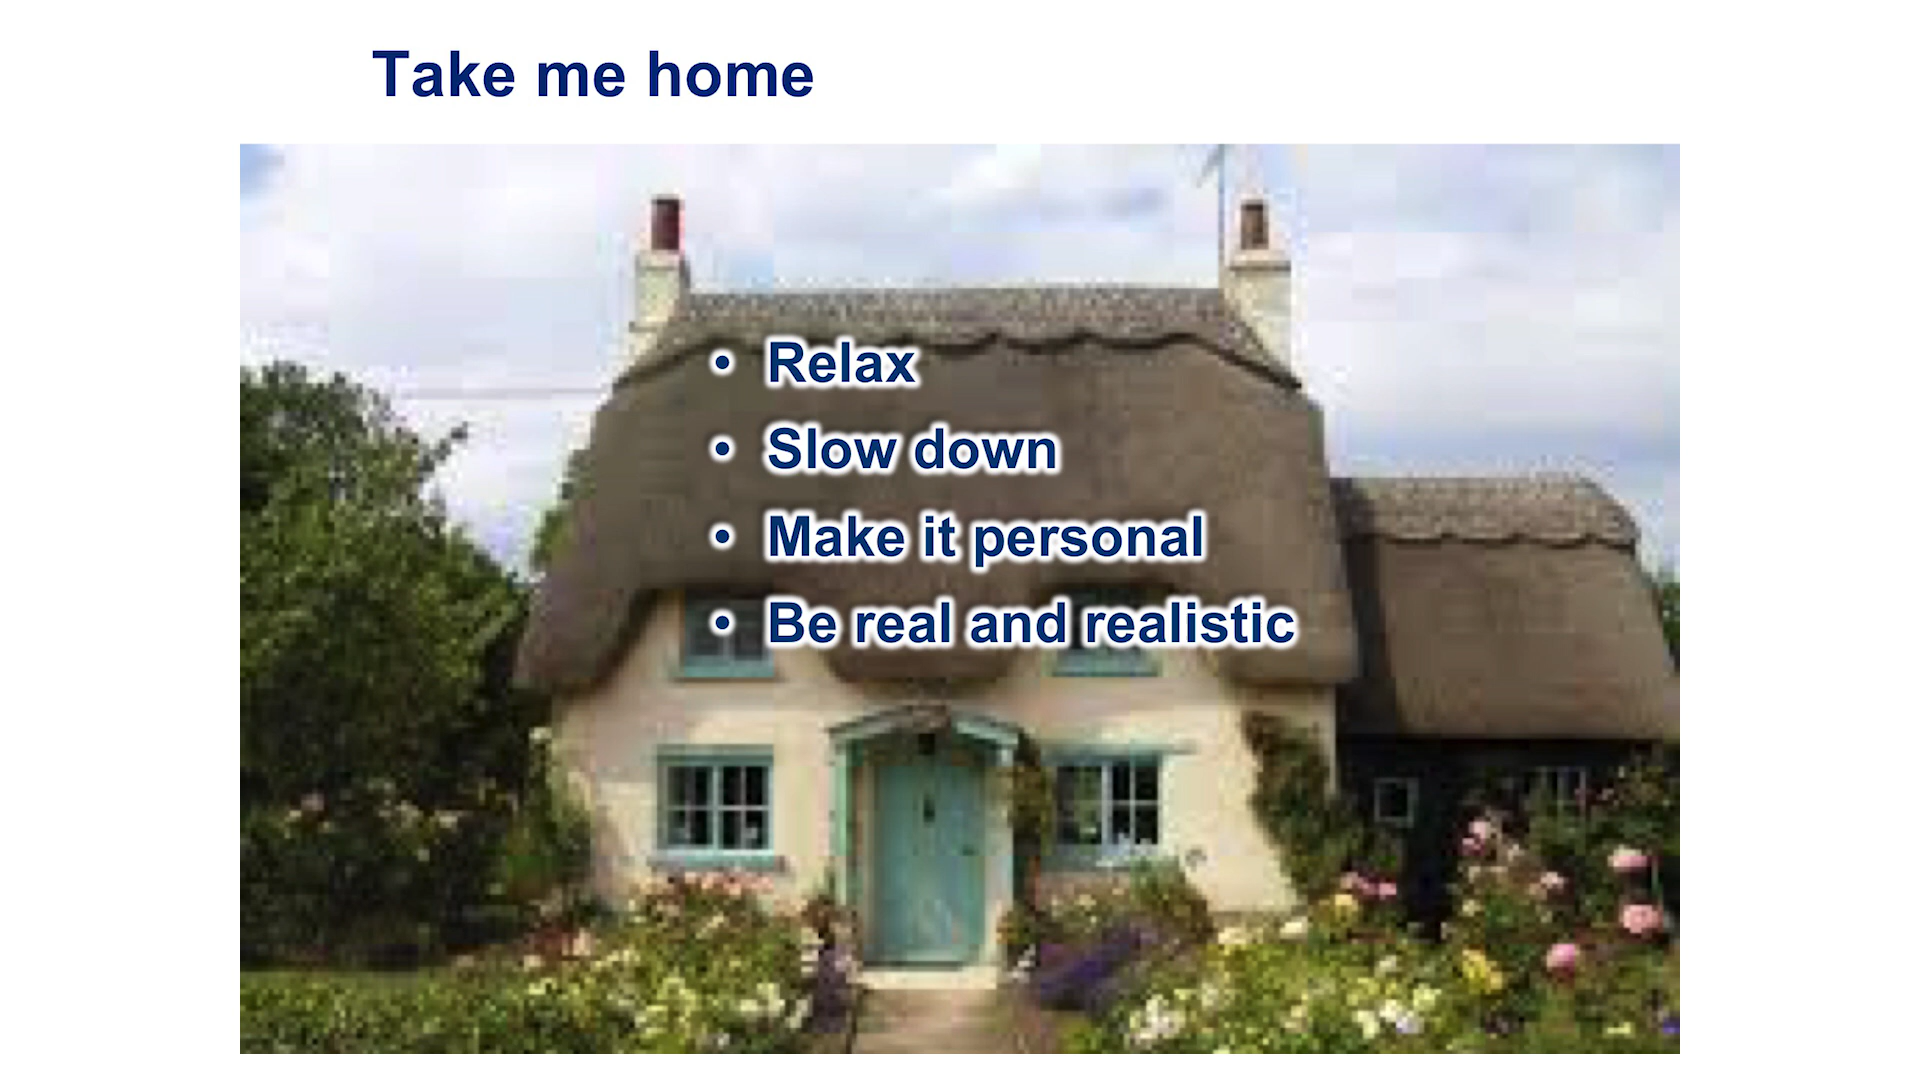 Take me home
• Relax
• Slow down
• Make it personal
• Be real and realistic